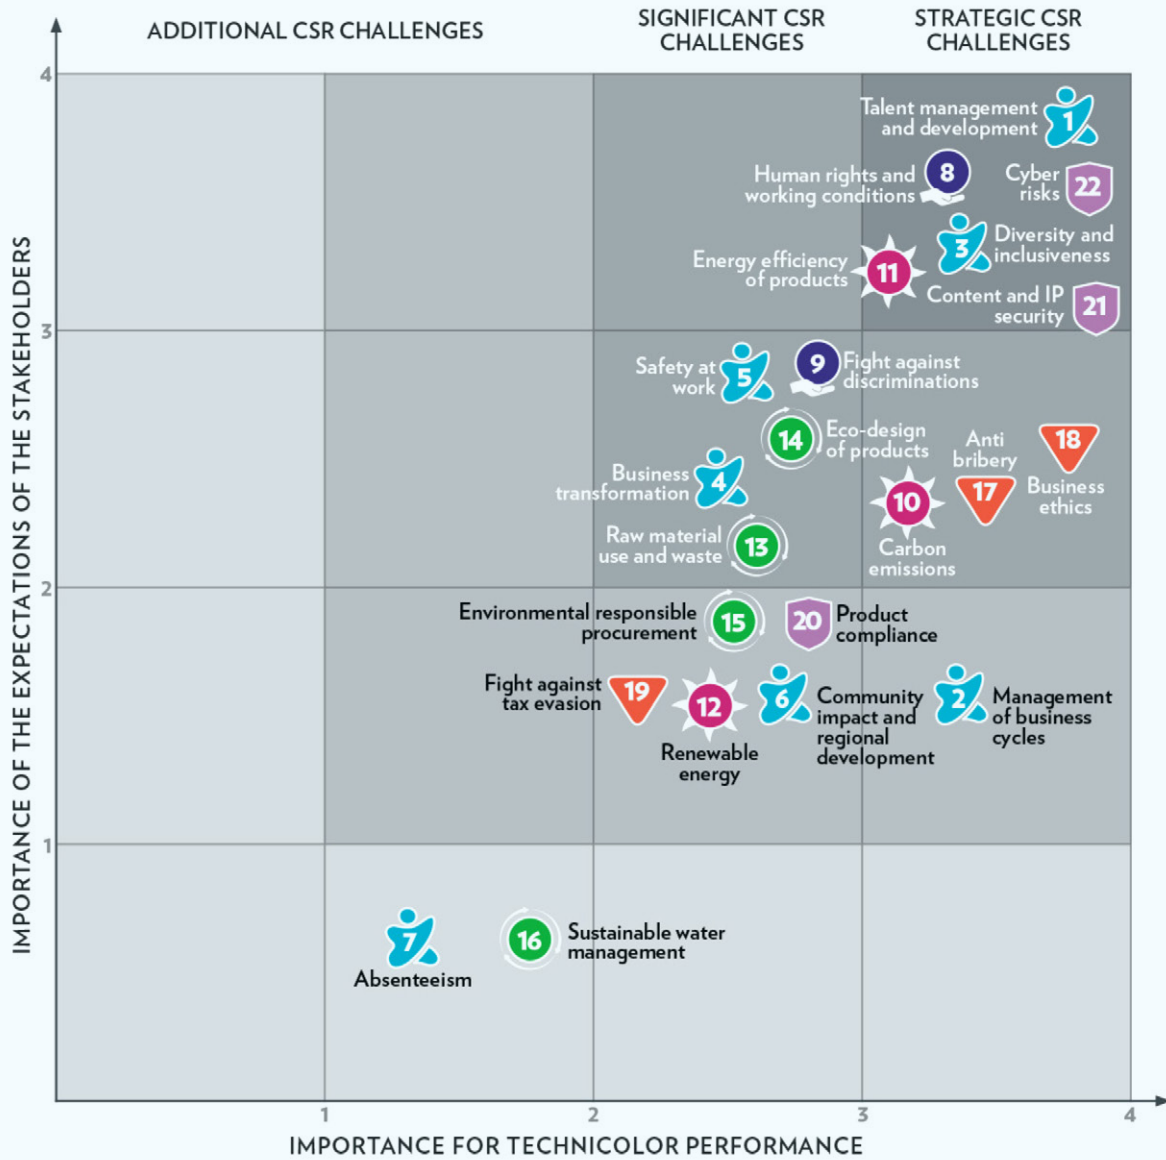 ADDITIONAL CSR CHALLENGES
SIGNIFICANT CSR
CHALLENGES
STRATEGIC CSR
CHALLENGES
IMPORTANCE OF THE EXPECTATIONS OF THE STAKEHOLDERS
4
Talent management
and development
1
Human rights and
working conditions
8
Cyber
risks
22
Diversity and
inclusiveness
3
Energy efficiency
of products
11
Content and IP
security
21
3
Safety at
work
5
9
Fight against
discriminations
14
Eco-design
of products
Anti
bribery
17
18
Business
ethics
Business
transformation
4
10
Carbon
emissions
Raw material
use and waste
13
2
Environmental responsible
procurement
15
20
Product
compliance
Fight against
tax evasion
19
12
Renewable
energy
6
Community
impact and
regional
development
2
Management
of business
cycles
1
7
Absenteeism
16
Sustainable water
management
1
2
3
4
IMPORTANCE FOR TECHNICOLOR PERFORMANCE